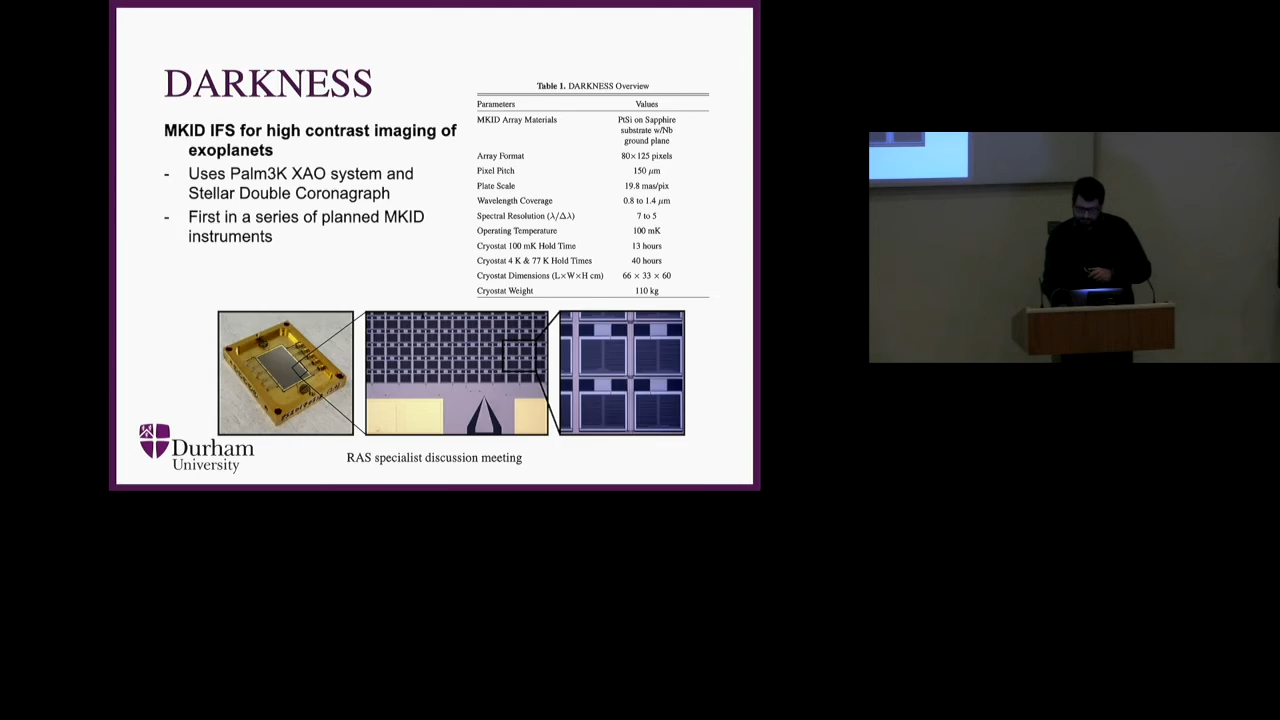 DARKNESS
MKID IFS for high contrast imaging of
exoplanets
- Uses Palm3K XAO system and
Stellar Double Coronagraph
- First in a series of planned MKID
instruments
Table 1. DARKNESS Overview
Parameters Values
MKID Array Materials PtSi on Sapphire
substrate w/Nb
ground plane
Array Format 80×125 pixels
Pixel Pitch 150 μm
Plate Scale 19.8 mas/pix
Wavelength Coverage 0.8 to 1.4 μm
Spectral Resolution (λ/Δλ) 7 to 5
Operating Temperature 100 mK
Cryostat 100 mK Hold Time 13 hours
Cryostat 4 K & 77 K Hold Times 40 hours
Cryostat Dimensions (L×W×H cm) 66 × 33 × 60
Cryostat Weight 110 kg
Durham
University
RAS specialist discussion meeting